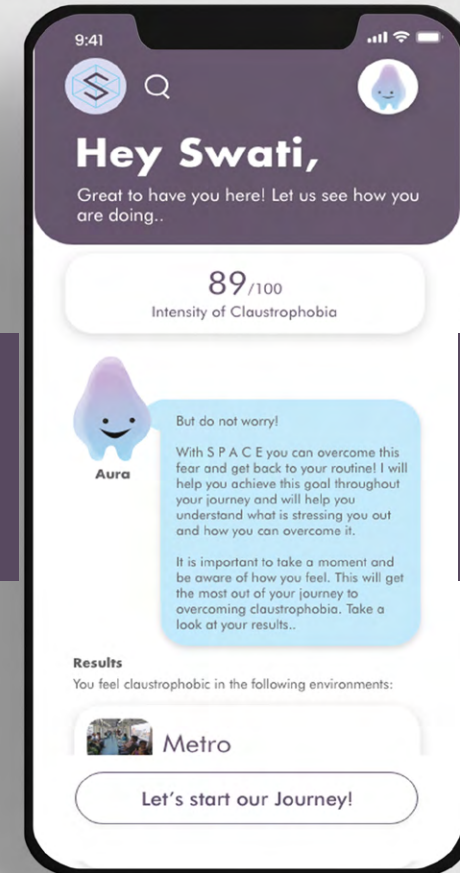 9:41
S
Hey Swati,
Great to have you here! Let us see how you
are doing..
89/100
Intensity of Claustrophobia
Aura
But do not worry!
With S P A C E you can overcome this
fear and get back to your routine! I will
help you achieve this goal throughout
your journey and will help you
understand what is stressing you out
and how you can overcome it.
It is important to take a moment and
be aware of how you feel. This will get
the most out of your journey to
overcoming claustrophobia. Take a
look at your results..
Results
You feel claustrophobic in the following environments:
Metro
Let's start our Journey!